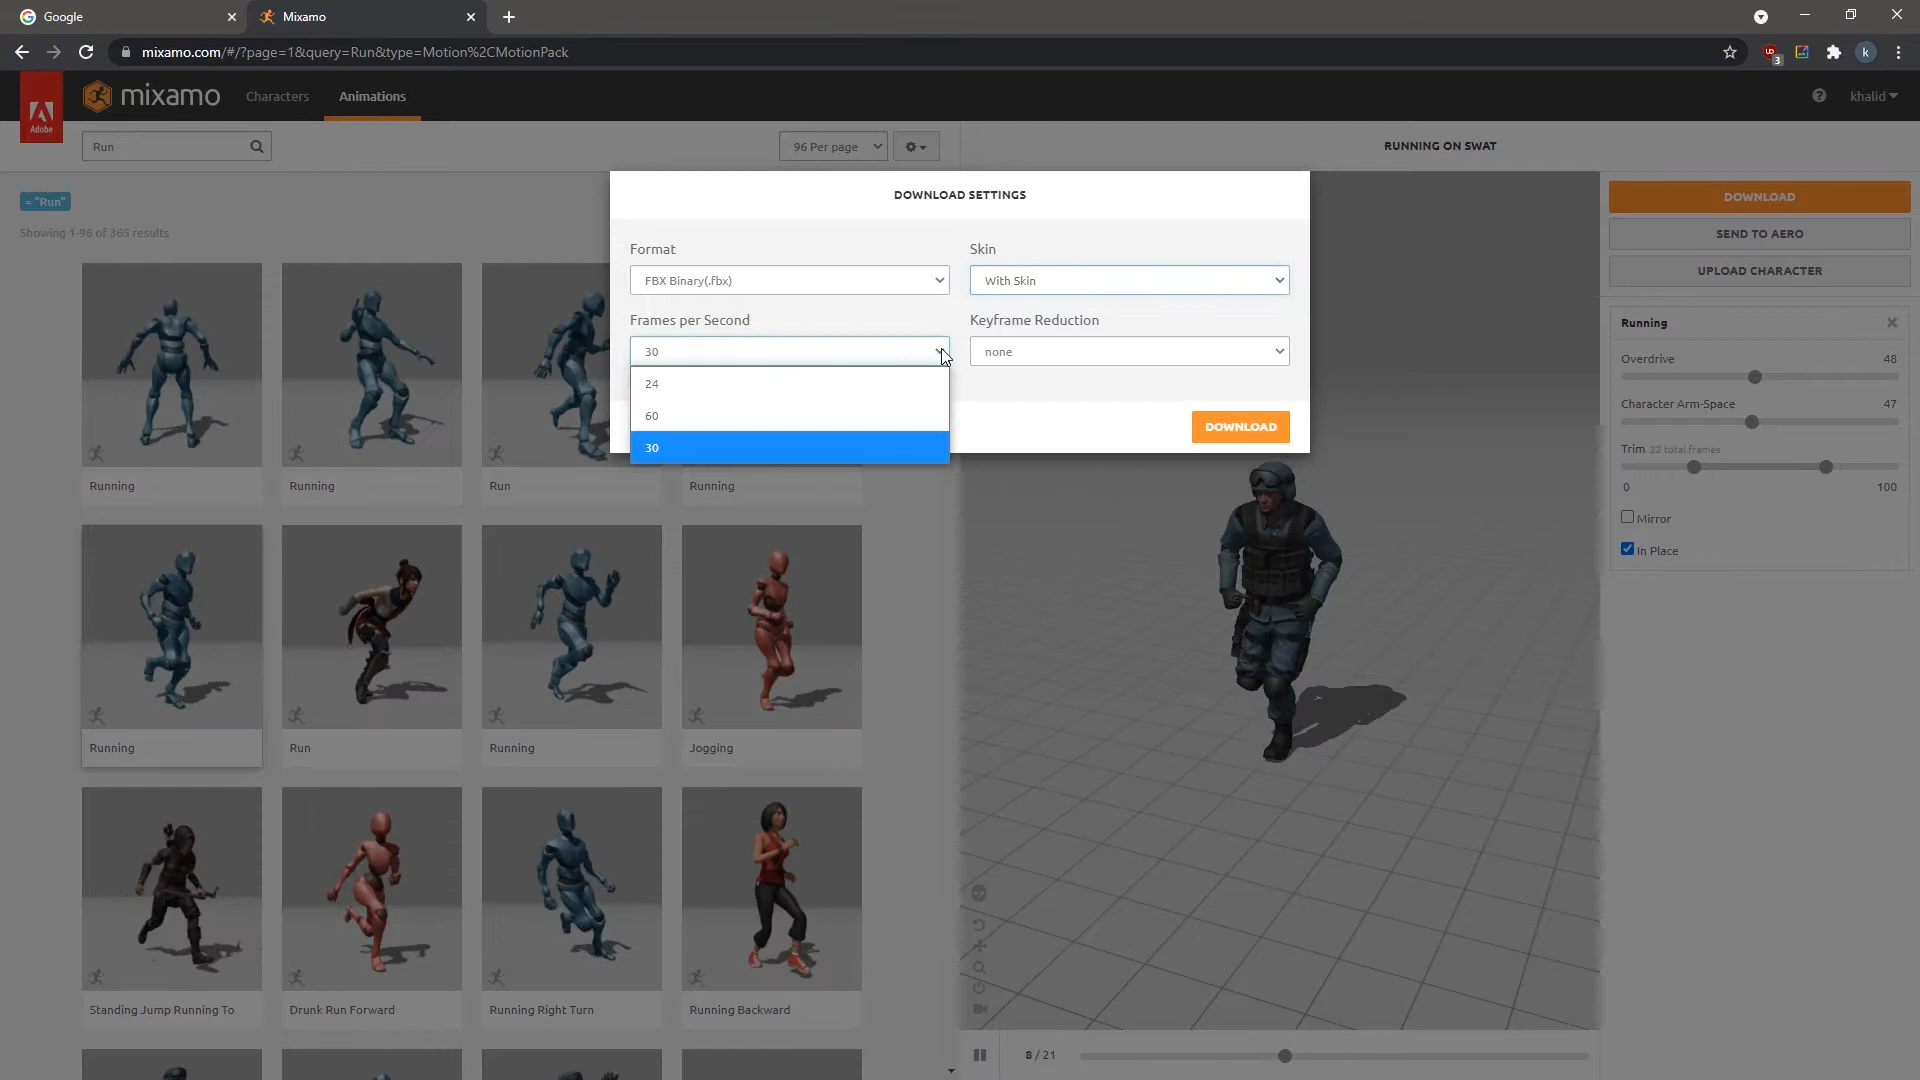 Google
Mixamo
mixamo.com/#/?page=1&query=Run&type=Motion%2CMotionPack
UD
3
k
Adobe
mixamo
Characters
Animations
khalid
Run
96 Per page
RUNNING ON SWAT
= "Run"
Showing 1-96 of 365 results
DOWNLOAD SETTINGS
Format
Skin
FBX Binary(.fbx)
With Skin
Frames per Second
Keyframe Reduction
30
none
24
60
30
DOWNLOAD
DOWNLOAD
SEND TO AERO
UPLOAD CHARACTER
Running
Overdrive 48
Character Arm-Space 47
Trim 22 total frames
0 100
Mirror
In Place
Running
Running
Run
Running
Running
Run
Running
Jogging
Standing Jump Running To
Drunk Run Forward
Running Right Turn
Running Backward
8 / 21